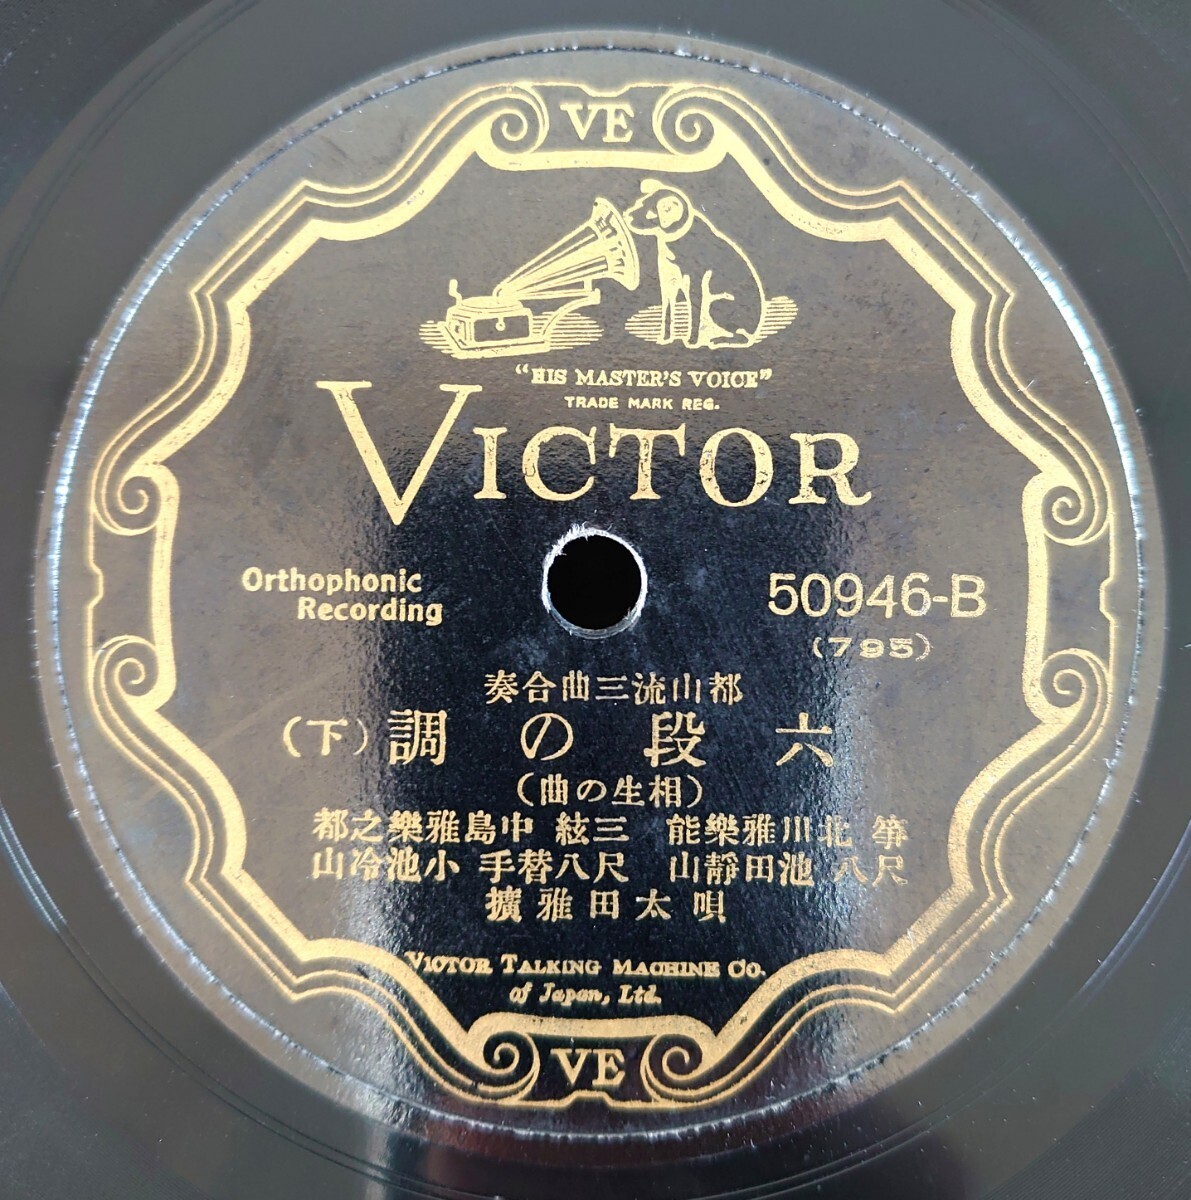 VE
"HIS MASTER'S VOICE"
TRADE MARK REG.
VICTOR
Orthophonic
Recording
50946-B
(795)
都山流三曲合奏
六段の調(下)
(相生の曲)
箏 北川雅樂能 三絃 中島雅樂之都
尺八 池田靜山 尺八替手 小池冷山
唄 太田雅擴
VICTOR TALKING MACHINE CO.
of Japan, Ltd.
VE